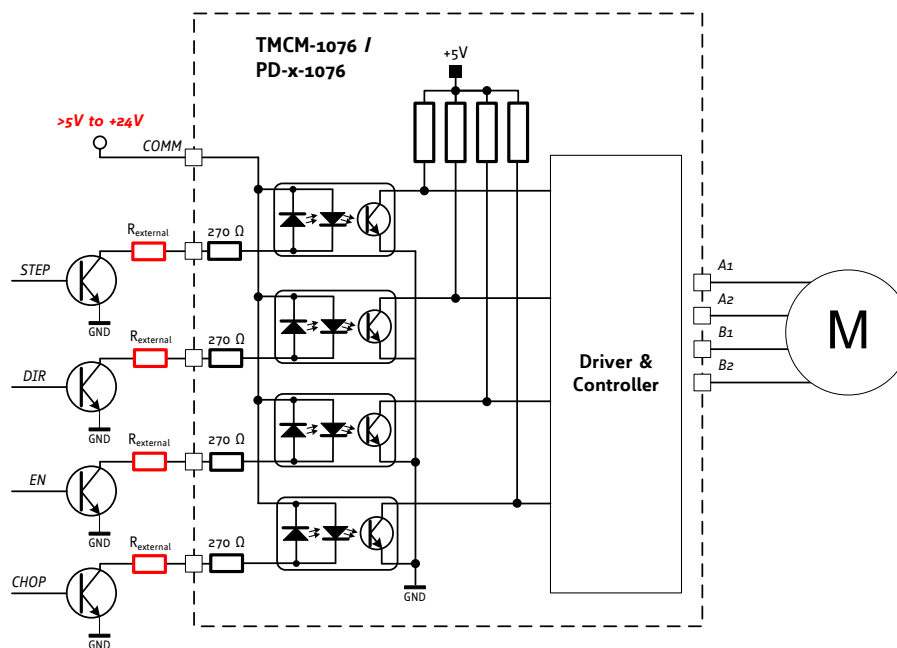 TMCM-1076 /
PD-x-1076
+5V
>5V to +24V
COMM
Rexternal
270 Ω
STEP
GND
Rexternal
270 Ω
DIR
GND
Rexternal
270 Ω
EN
GND
Rexternal
270 Ω
CHOP
GND
GND
Driver &
Controller
A1
A2
B1
B2
M